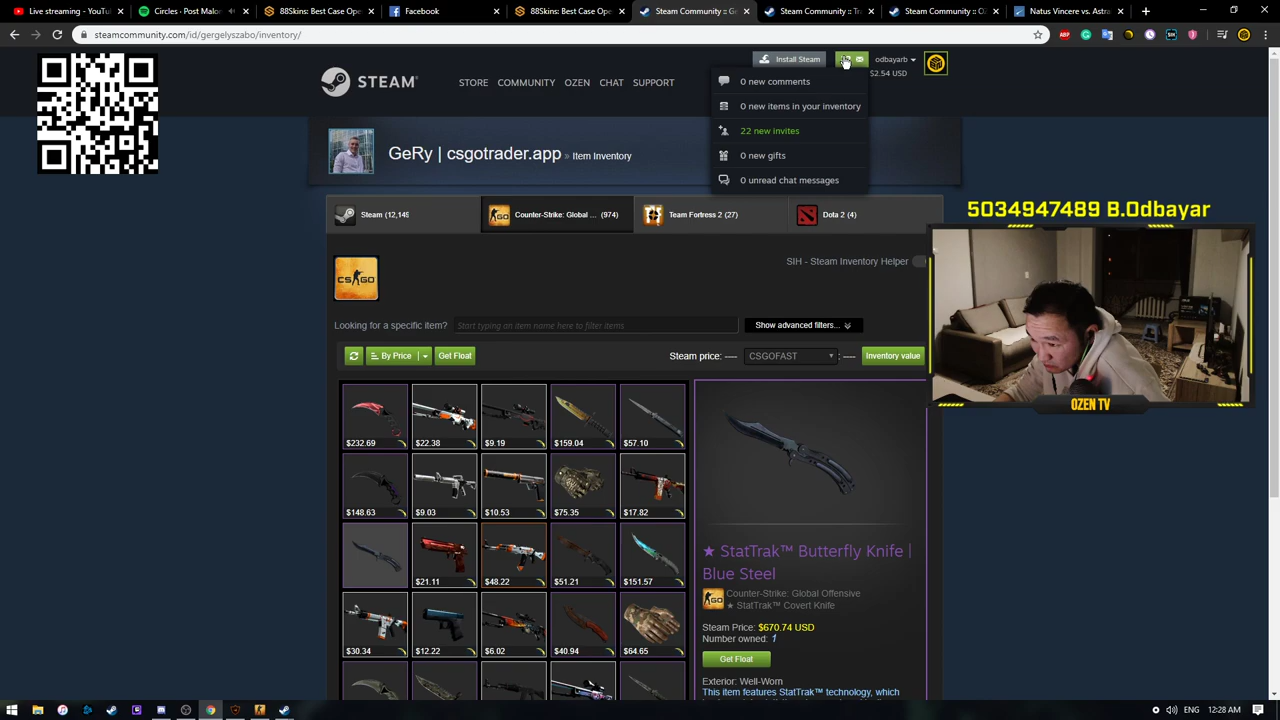 Live streaming - YouTu
Circles · Post Malon
88Skins: Best Case Ope
Facebook
88Skins: Best Case Ope
Steam Community :: Ge
Steam Community :: Tr
Steam Community :: OZ
Natus Vincere vs. Astral
steamcommunity.com/id/gergelyszabo/inventory/
Install Steam
odbayarb
$2.54 USD
STEAM
STORE COMMUNITY OZEN CHAT SUPPORT
0 new comments
0 new items in your inventory
22 new invites
0 new gifts
0 unread chat messages
GeRy | csgotrader.app » Item Inventory
Steam (12,149
Counter-Strike: Global ... (974)
Team Fortress 2 (27)
Dota 2 (4)
5034947489 B.Odbayar
CS GO
SIH - Steam Inventory Helper
Looking for a specific item? Start typing an item name here to filter items Show advanced filters...
By Price Get Float Steam price: ---- CSGOFAST : ---- Inventory value
OZEN TV
$232.69 $22.38 $9.19 $159.04 $57.10
$148.63 $9.03 $10.53 $75.35 $17.82
$21.11 $48.22 $51.21 $151.57
$30.34 $12.22 $6.02 $40.94 $64.65
★ StatTrak™ Butterfly Knife |
Blue Steel
Counter-Strike: Global Offensive
★ StatTrak™ Covert Knife
Steam Price: $670.74 USD
Number owned: 1
Get Float
Exterior: Well-Worn
This item features StatTrak™ technology, which
ENG 12:28 AM